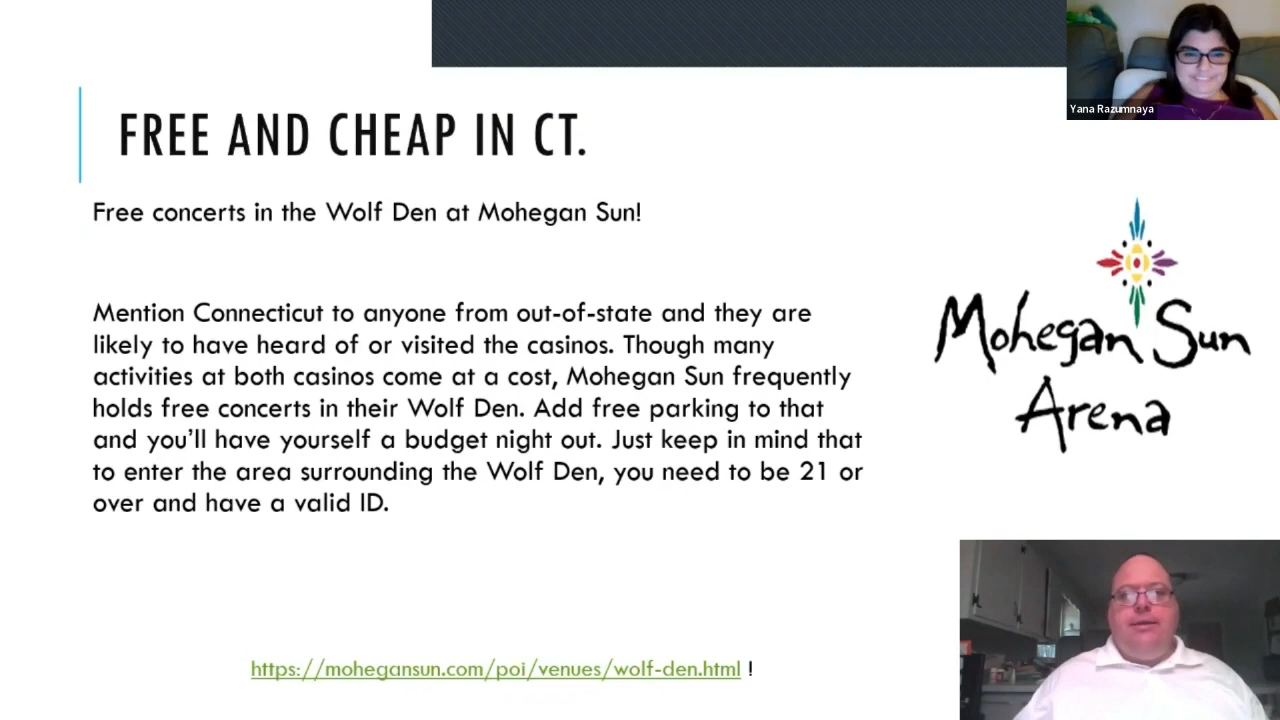 Yana Razumnaya
FREE AND CHEAP IN CT.
Free concerts in the Wolf Den at Mohegan Sun!
Mention Connecticut to anyone from out-of-state and they are
likely to have heard of or visited the casinos. Though many
activities at both casinos come at a cost, Mohegan Sun frequently
holds free concerts in their Wolf Den. Add free parking to that
and you’ll have yourself a budget night out. Just keep in mind that
to enter the area surrounding the Wolf Den, you need to be 21 or
over and have a valid ID.
Mohegan Sun
Arena
https://mohegansun.com/poi/venues/wolf-den.html !